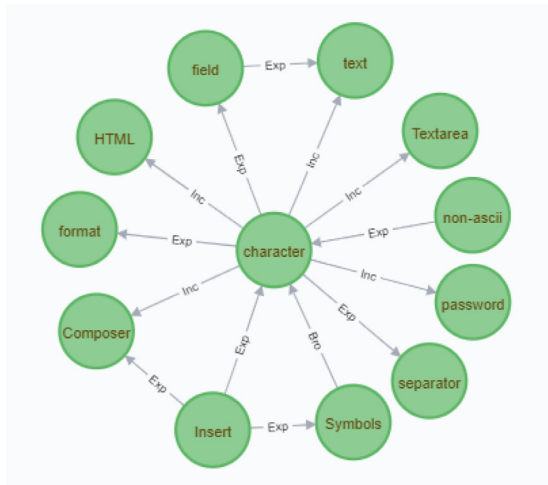 field
Exp
text
HTML
Exp
Inc
Textarea
Inc
Inc
non-ascii
format
Exp
Exp
character
Inc
Inc
password
Composer
Exp
Exp
Bro
separator
Exp
Insert
Exp
Symbols